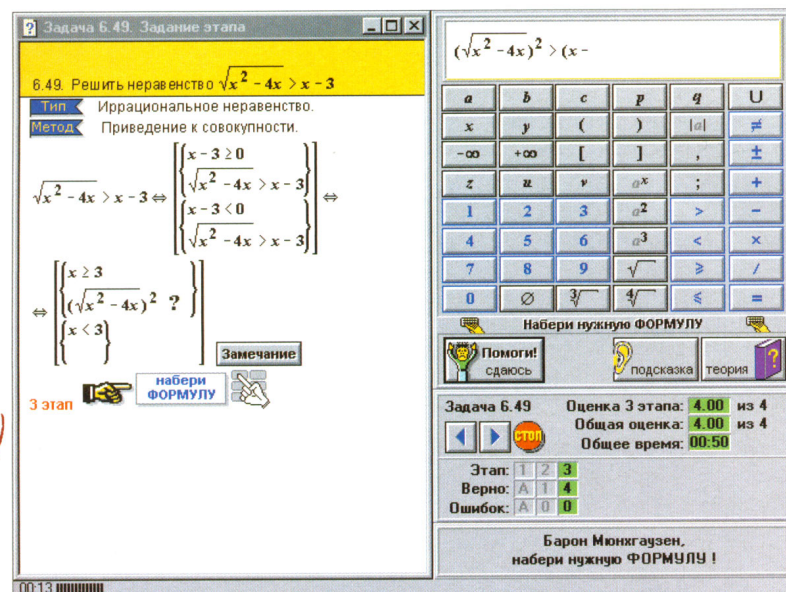 Задача 6.49. Задание этапа
6.49. Решить неравенство √(x² - 4x) > x - 3
Тип Иррациональное неравенство.
Метод Приведение к совокупности.
√(x² - 4x) > x - 3 ⇔ [{x - 3 ≥ 0
√(x² - 4x) > x - 3}
{x - 3 < 0
√(x² - 4x) > x - 3}] ⇔
⇔ [{x ≥ 3
(√(x² - 4x))² ?}
{x < 3 }]
Замечание
3 этап
набери
ФОРМУЛУ
00:13
(√(x² - 4x))² > (x -
a b c p q U
x y ( ) |a| ≠
-∞ +∞ [ ] , ±
z u v aˣ ; +
1 2 3 a² > -
4 5 6 a³ < ×
7 8 9 √ ≥ /
0 ∅ ∛ ∜ ≤ =
Набери нужную ФОРМУЛУ
Помоги!
сдаюсь
подсказка
теория ?
Задача 6.49
СТОП
Оценка 3 этапа: 4.00 из 4
Общая оценка: 4.00 из 4
Общее время: 00:50
Этап: 1 2 3
Верно: А 1 4
Ошибок: А 0 0
Барон Мюнхгаузен,
набери нужную ФОРМУЛУ !